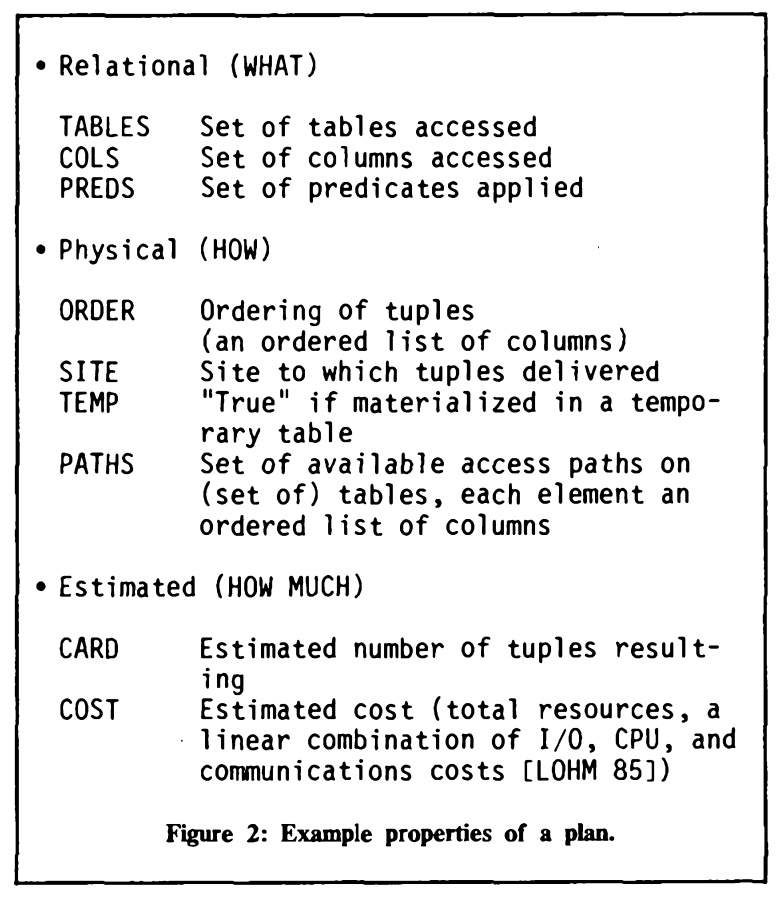 • Relational (WHAT)
TABLES Set of tables accessed
COLS Set of columns accessed
PREDS Set of predicates applied
• Physical (HOW)
ORDER Ordering of tuples
(an ordered list of columns)
SITE Site to which tuples delivered
TEMP "True" if materialized in a tempo-
rary table
PATHS Set of available access paths on
(set of) tables, each element an
ordered list of columns
• Estimated (HOW MUCH)
CARD Estimated number of tuples result-
ing
COST Estimated cost (total resources, a
linear combination of I/O, CPU, and
communications costs [LOHM 85])
Figure 2: Example properties of a plan.